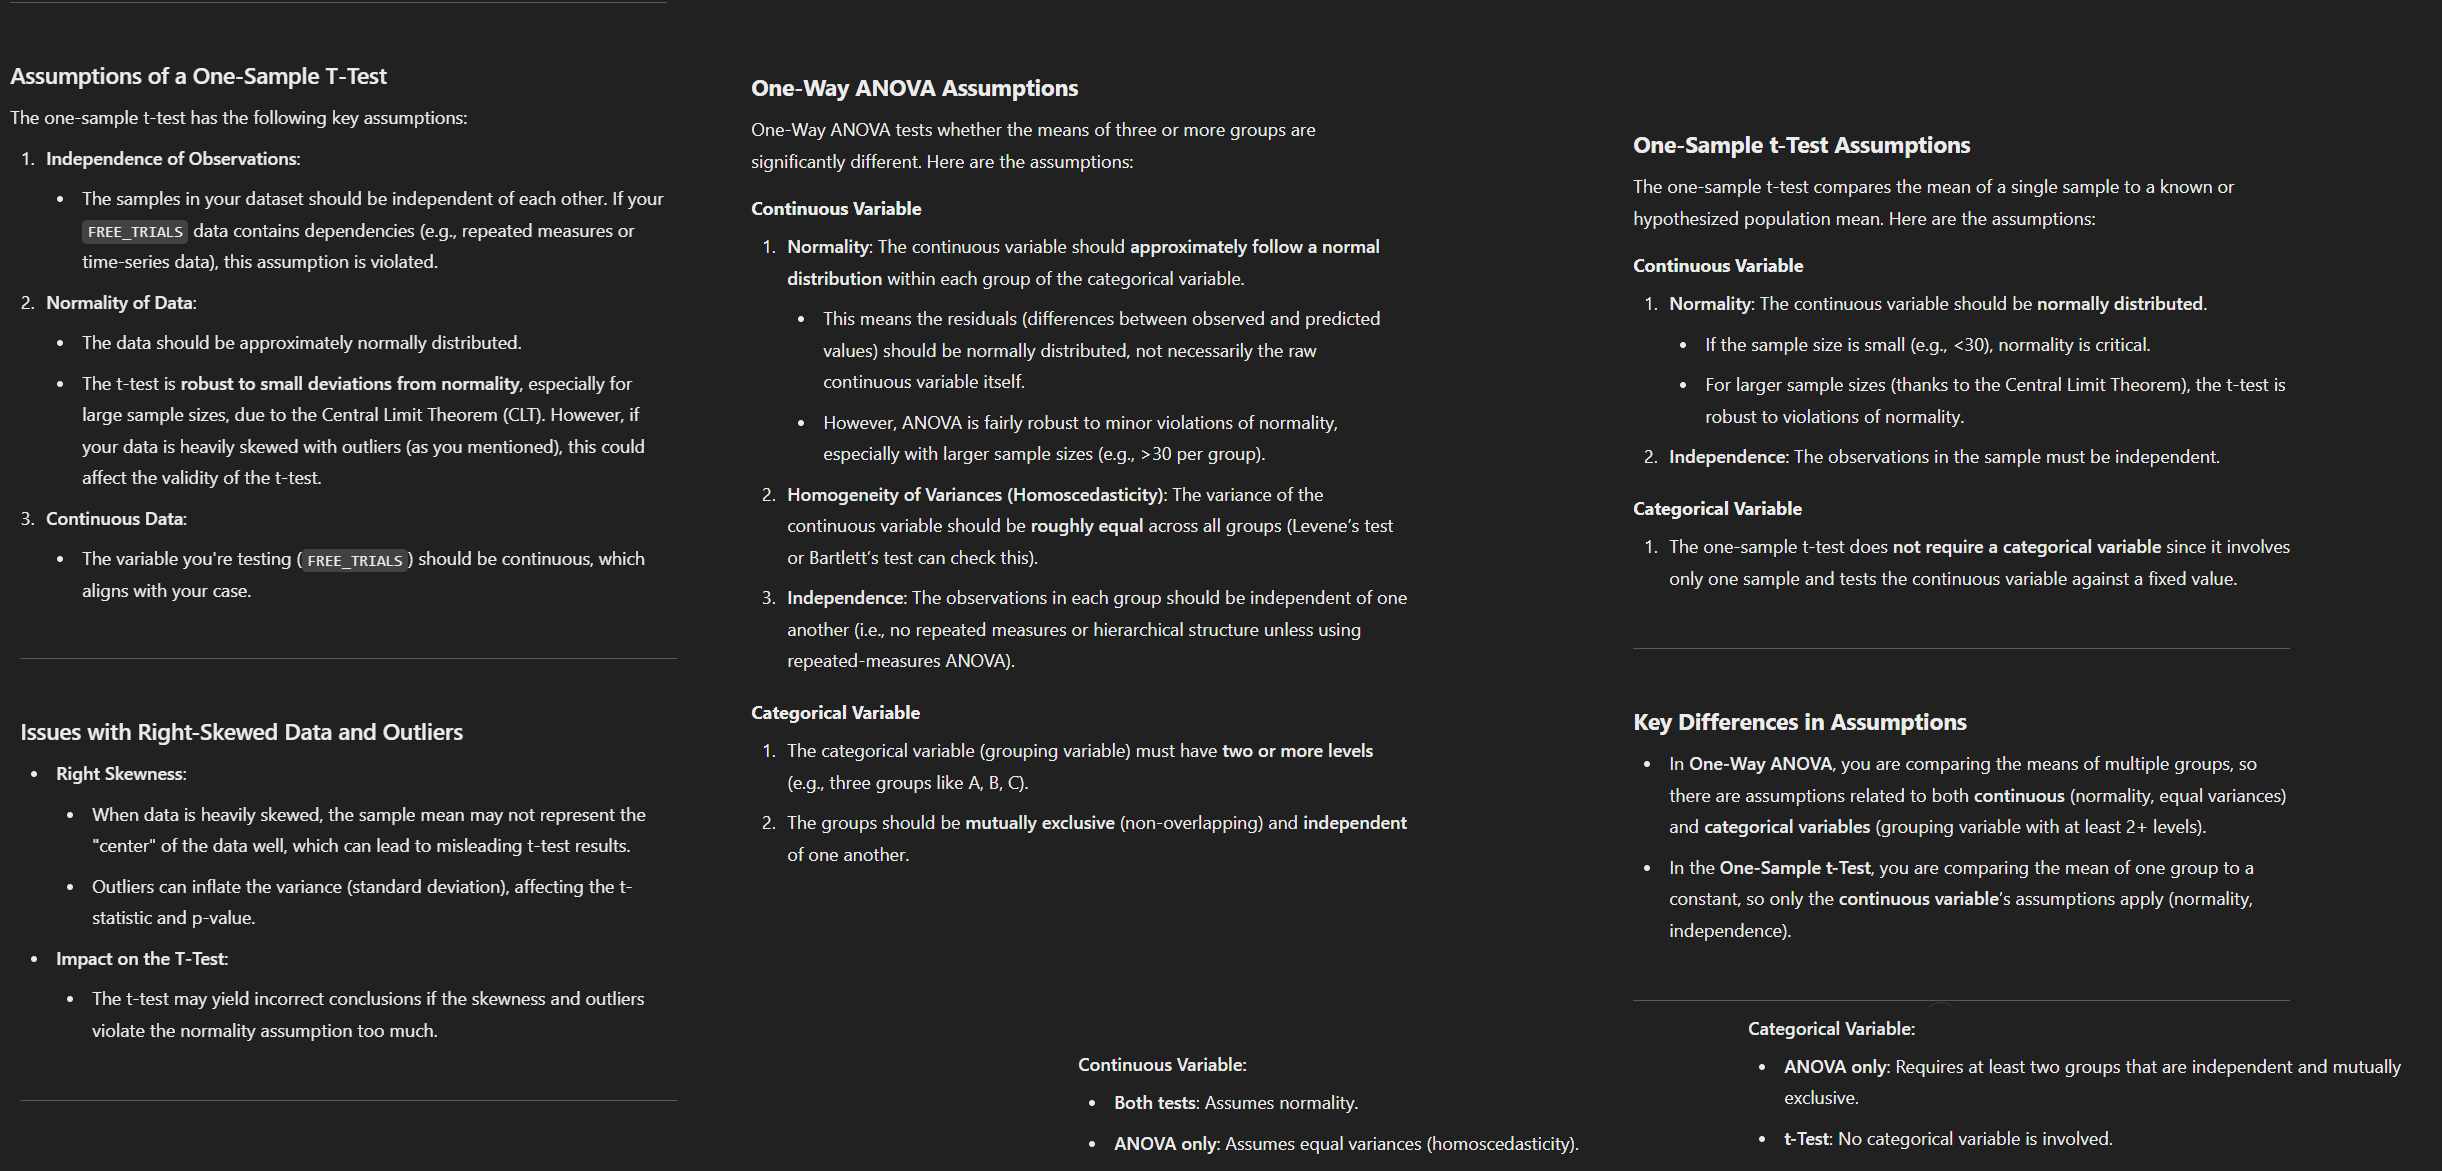 Assumptions of a One-Sample T-Test
The one-sample t-test has the following key assumptions:
1. Independence of Observations:
• The samples in your dataset should be independent of each other. If your
FREE_TRIALS data contains dependencies (e.g., repeated measures or
time-series data), this assumption is violated.
2. Normality of Data:
• The data should be approximately normally distributed.
• The t-test is robust to small deviations from normality, especially for
large sample sizes, due to the Central Limit Theorem (CLT). However, if
your data is heavily skewed with outliers (as you mentioned), this could
affect the validity of the t-test.
3. Continuous Data:
• The variable you're testing (FREE_TRIALS) should be continuous, which
aligns with your case.
Issues with Right-Skewed Data and Outliers
• Right Skewness:
• When data is heavily skewed, the sample mean may not represent the
"center" of the data well, which can lead to misleading t-test results.
• Outliers can inflate the variance (standard deviation), affecting the t-
statistic and p-value.
• Impact on the T-Test:
• The t-test may yield incorrect conclusions if the skewness and outliers
violate the normality assumption too much.
One-Way ANOVA Assumptions
One-Way ANOVA tests whether the means of three or more groups are
significantly different. Here are the assumptions:
Continuous Variable
1. Normality: The continuous variable should approximately follow a normal
distribution within each group of the categorical variable.
• This means the residuals (differences between observed and predicted
values) should be normally distributed, not necessarily the raw
continuous variable itself.
• However, ANOVA is fairly robust to minor violations of normality,
especially with larger sample sizes (e.g., >30 per group).
2. Homogeneity of Variances (Homoscedasticity): The variance of the
continuous variable should be roughly equal across all groups (Levene’s test
or Bartlett’s test can check this).
3. Independence: The observations in each group should be independent of one
another (i.e., no repeated measures or hierarchical structure unless using
repeated-measures ANOVA).
Categorical Variable
1. The categorical variable (grouping variable) must have two or more levels
(e.g., three groups like A, B, C).
2. The groups should be mutually exclusive (non-overlapping) and independent
of one another.
Continuous Variable:
• Both tests: Assumes normality.
• ANOVA only: Assumes equal variances (homoscedasticity).
One-Sample t-Test Assumptions
The one-sample t-test compares the mean of a single sample to a known or
hypothesized population mean. Here are the assumptions:
Continuous Variable
1. Normality: The continuous variable should be normally distributed.
• If the sample size is small (e.g., <30), normality is critical.
• For larger sample sizes (thanks to the Central Limit Theorem), the t-test is
robust to violations of normality.
2. Independence: The observations in the sample must be independent.
Categorical Variable
1. The one-sample t-test does not require a categorical variable since it involves
only one sample and tests the continuous variable against a fixed value.
Key Differences in Assumptions
• In One-Way ANOVA, you are comparing the means of multiple groups, so
there are assumptions related to both continuous (normality, equal variances)
and categorical variables (grouping variable with at least 2+ levels).
• In the One-Sample t-Test, you are comparing the mean of one group to a
constant, so only the continuous variable’s assumptions apply (normality,
independence).
Categorical Variable:
• ANOVA only: Requires at least two groups that are independent and mutually
exclusive.
• t-Test: No categorical variable is involved.